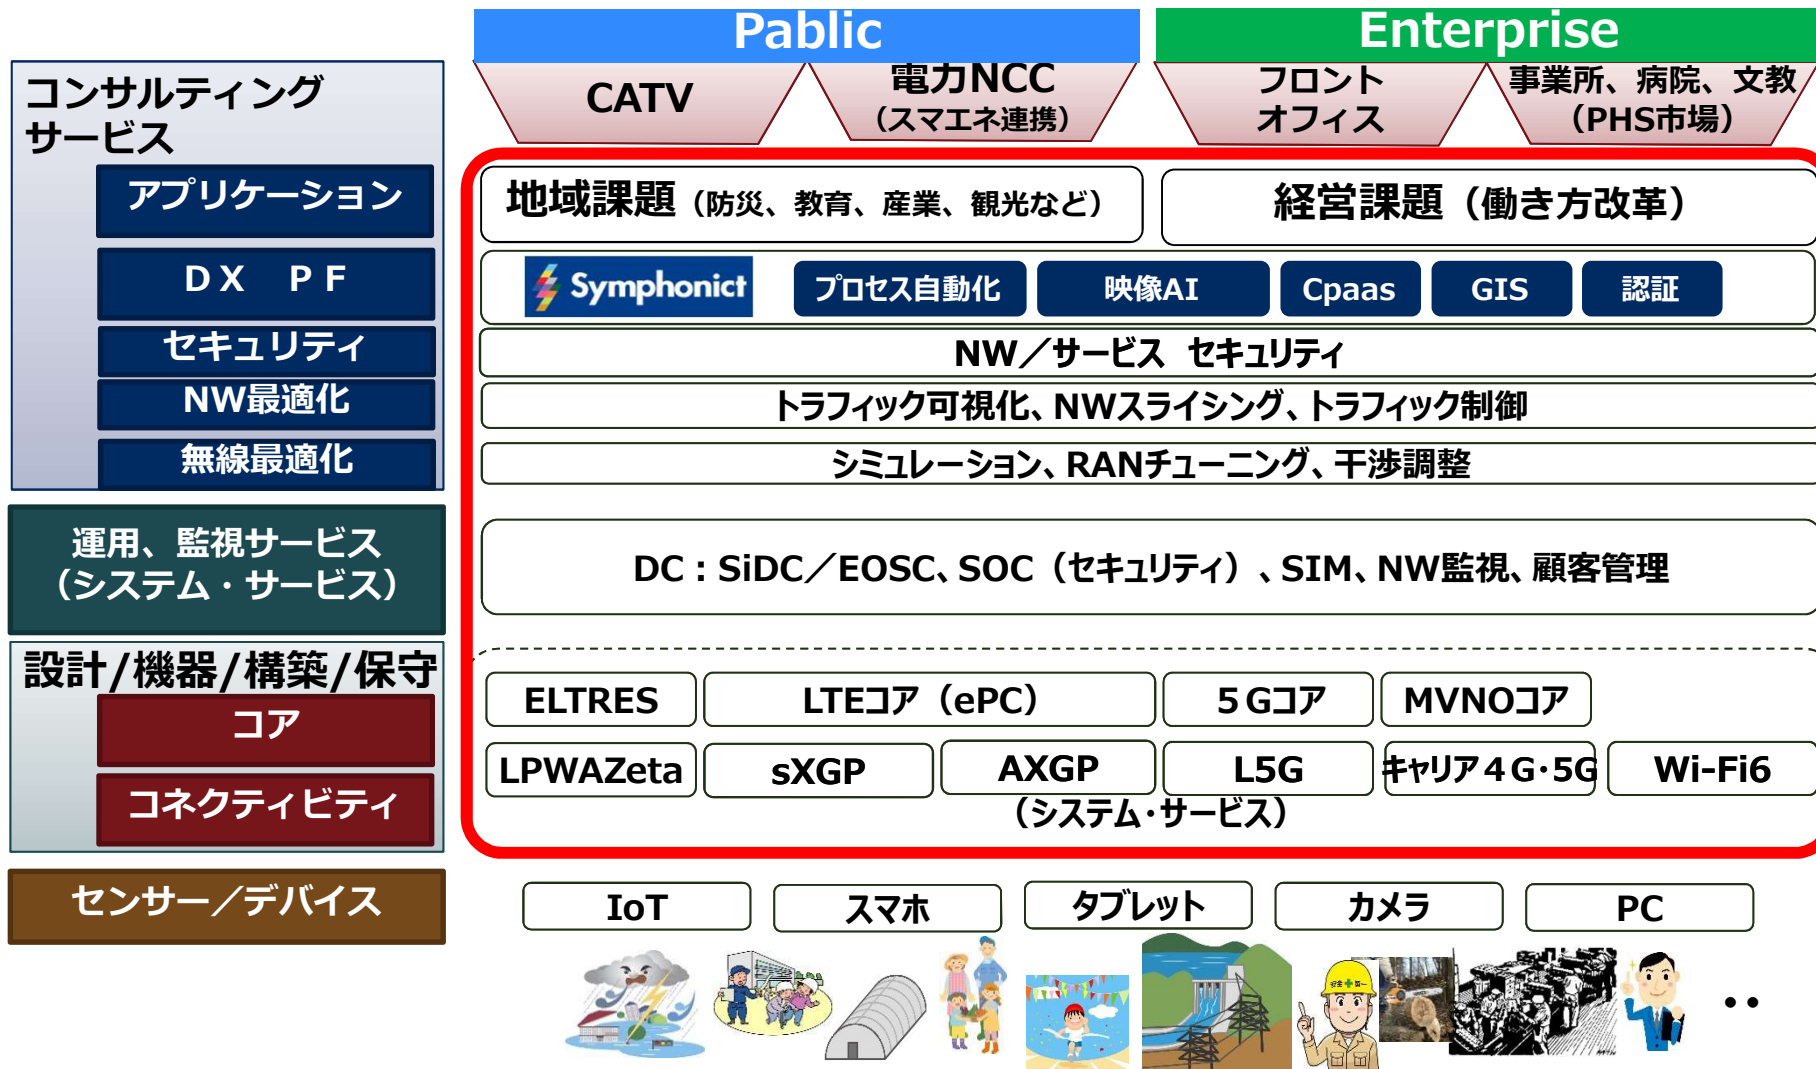 Pablic
Enterprise
コンサルティング
サービス
アプリケーション
ＤＸ　ＰＦ
セキュリティ
NW最適化
無線最適化
運用、監視サービス
（システム・サービス）
設計/機器/構築/保守
コア
コネクティビティ
センサー／デバイス
CATV
電力NCC
（スマエネ連携）
フロント
オフィス
事業所、病院、文教
（PHS市場）
地域課題（防災、教育、産業、観光など）
経営課題（働き方改革）
Symphonict
プロセス自動化
映像AI
Cpaas
GIS
認証
NW／サービス セキュリティ
トラフィック可視化、NWスライシング、トラフィック制御
シミュレーション、RANチューニング、干渉調整
DC：SiDC／EOSC、SOC（セキュリティ）、SIM、NW監視、顧客管理
ELTRES
LTEコア（ePC）
５Gコア
MVNOコア
LPWAZeta
sXGP
AXGP
L5G
キャリア４G・5G
Wi-Fi6
（システム・サービス）
IoT
スマホ
タブレット
カメラ
PC
安全＋第一
・・